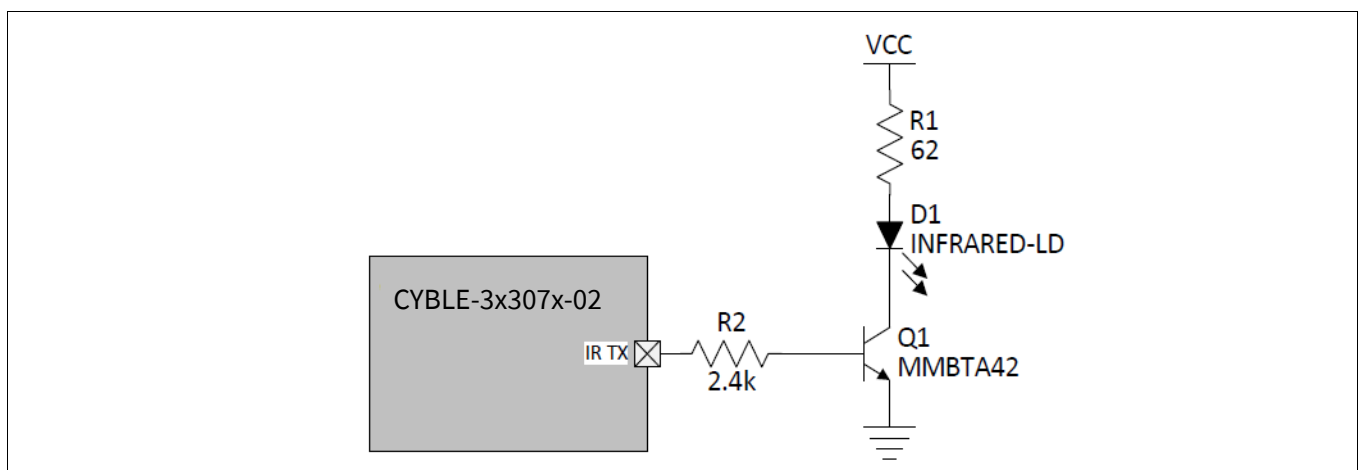 VCC
R1
62
D1
INFRARED-LD
CYBLE-3x307x-02
IR TX
R2
2.4k
Q1
MMBTA42